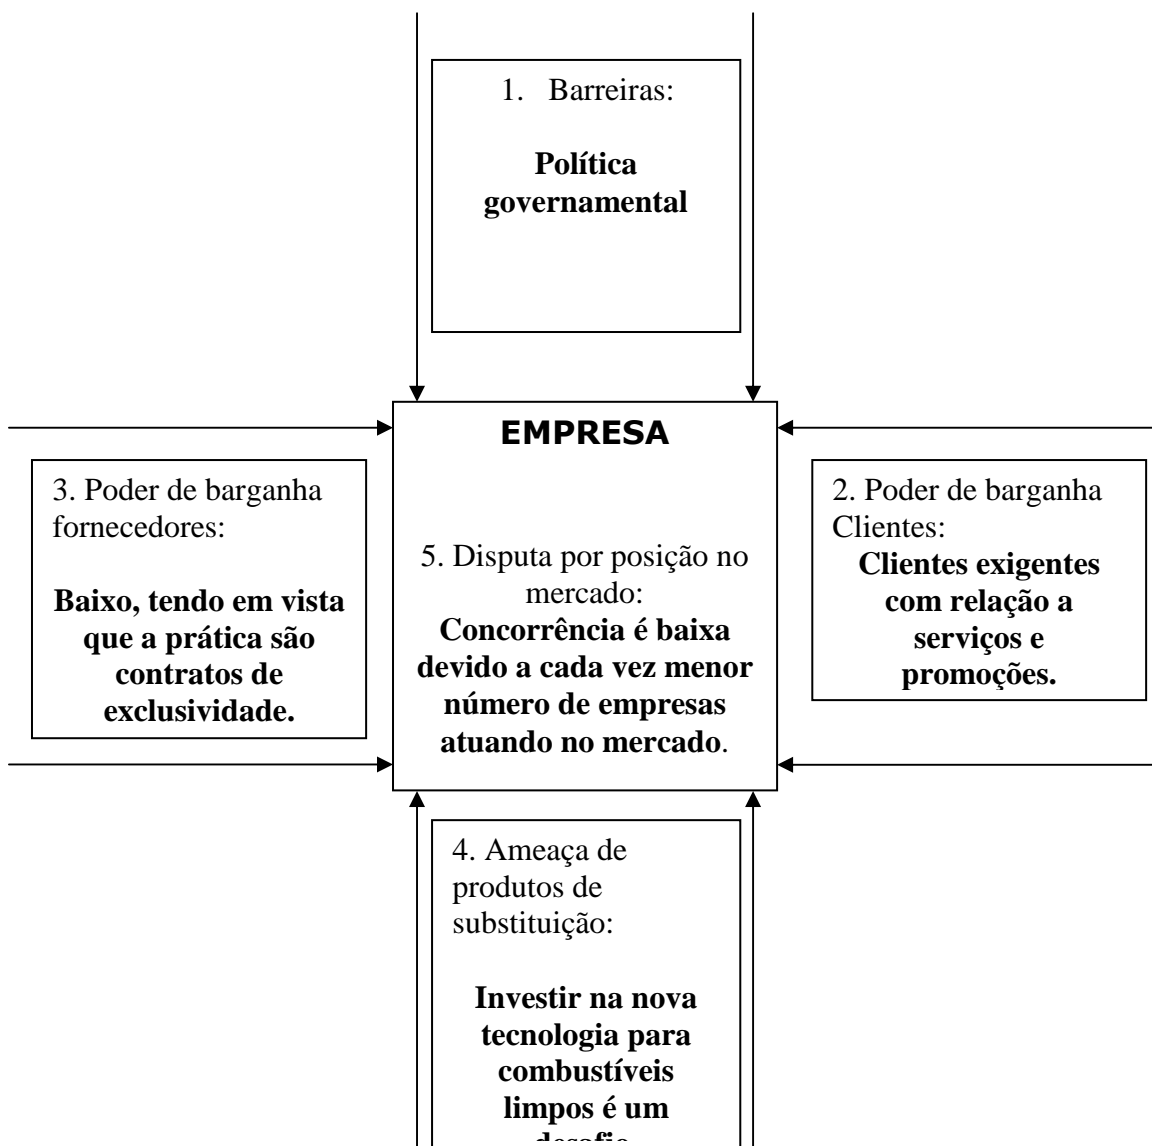 1. Barreiras:
Política
governamental
EMPRESA
5. Disputa por posição no
mercado:
Concorrência é baixa
devido a cada vez menor
número de empresas
atuando no mercado.
3. Poder de barganha
fornecedores:
Baixo, tendo em vista
que a prática são
contratos de
exclusividade.
2. Poder de barganha
Clientes:
Clientes exigentes
com relação a
serviços e
promoções.
4. Ameaça de
produtos de
substituição:
Investir na nova
tecnologia para
combustíveis
limpos é um